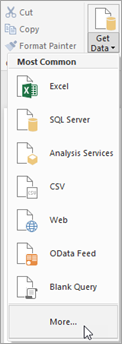 Cut
Copy
Format Painter
Get
Data
Most Common
Excel
SQL Server
Analysis Services
CSV
Web
OData Feed
Blank Query
More...